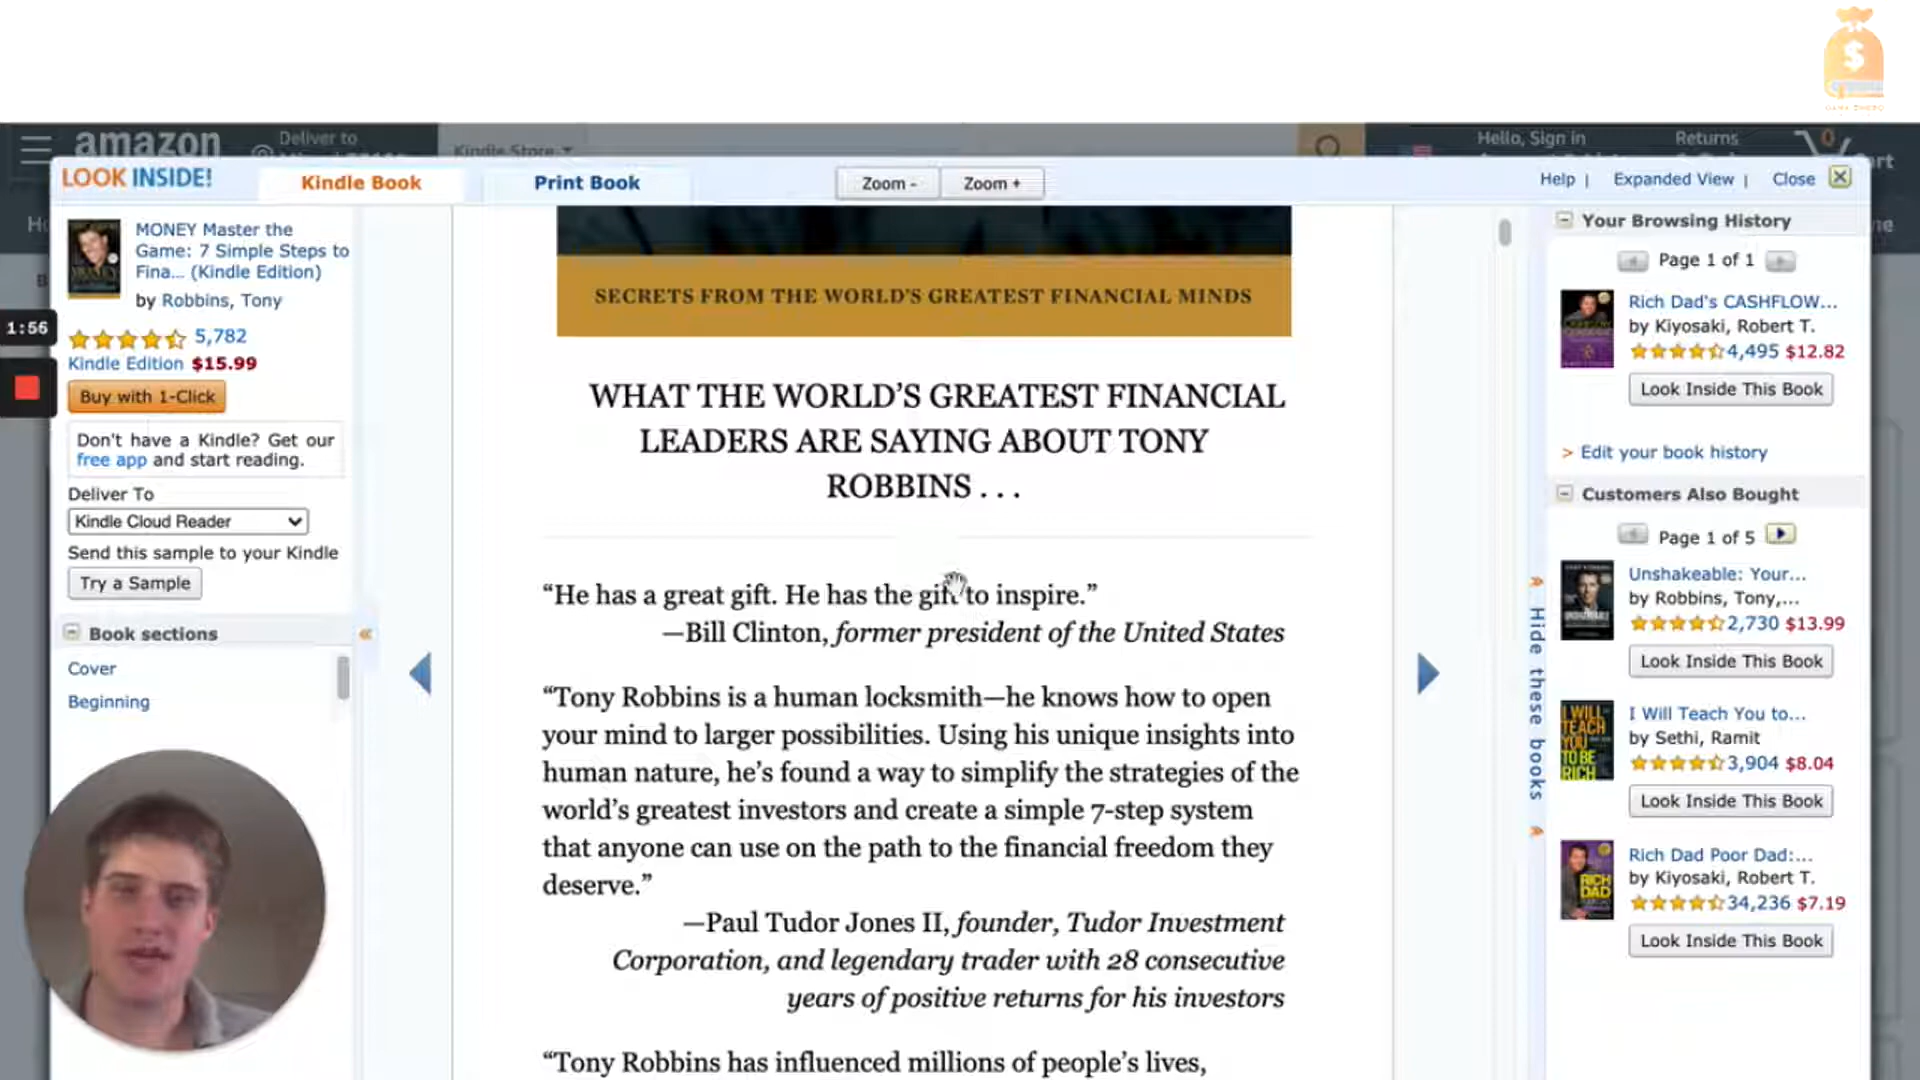 $
amazon
Deliver to
Kindle Store
Hello, Sign in
Returns
0
LOOK INSIDE!
Kindle Book
Print Book
Zoom -
Zoom +
Help |
Expanded View |
Close
MONEY Master the
Game: 7 Simple Steps to
Fina... (Kindle Edition)
by Robbins, Tony
5,782
Kindle Edition $15.99
Buy with 1-Click
Don't have a Kindle? Get our
free app and start reading.
Deliver To
Kindle Cloud Reader
Send this sample to your Kindle
Try a Sample
Book sections
Cover
Beginning
1:56
SECRETS FROM THE WORLD'S GREATEST FINANCIAL MINDS
WHAT THE WORLD'S GREATEST FINANCIAL
LEADERS ARE SAYING ABOUT TONY
ROBBINS . . .
“He has a great gift. He has the gift to inspire.”
—Bill Clinton, former president of the United States
“Tony Robbins is a human locksmith—he knows how to open
your mind to larger possibilities. Using his unique insights into
human nature, he’s found a way to simplify the strategies of the
world’s greatest investors and create a simple 7-step system
that anyone can use on the path to the financial freedom they
deserve.”
—Paul Tudor Jones II, founder, Tudor Investment
Corporation, and legendary trader with 28 consecutive
years of positive returns for his investors
“Tony Robbins has influenced millions of people’s lives,
Hide these books
Your Browsing History
Page 1 of 1
Rich Dad's CASHFLOW...
by Kiyosaki, Robert T.
4,495 $12.82
Look Inside This Book
> Edit your book history
Customers Also Bought
Page 1 of 5
Unshakeable: Your...
by Robbins, Tony,...
2,730 $13.99
Look Inside This Book
I WILL
TEACH
YOU
TO BE
RICH
I Will Teach You to...
by Sethi, Ramit
3,904 $8.04
Look Inside This Book
RICH
DAD
Rich Dad Poor Dad:...
by Kiyosaki, Robert T.
34,236 $7.19
Look Inside This Book